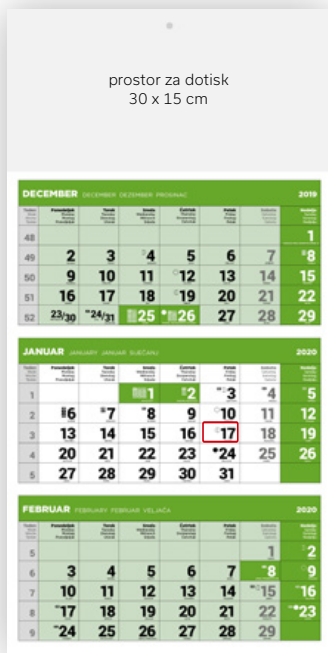 prostor za dotisk
30 x 15 cm
DECEMBER DECEMBER DEZEMBER PROSINAC 2019
1
49 2 3 4 5 6 7 8
50 9 10 11 12 13 14 15
51 16 17 18 19 20 21 22
52 23/30 24/31 25 26 27 28 29
JANUAR JANUARY JANUAR SIJEČANJ 2020
1 1 2 3 4 5
2 6 7 8 9 10 11 12
3 13 14 15 16 17 18 19
4 20 21 22 23 24 25 26
5 27 28 29 30 31
FEBRUAR FEBRUARY FEBRUAR VELJAČA 2020
5 1 2
6 3 4 5 6 7 8 9
7 10 11 12 13 14 15 16
8 17 18 19 20 21 22 23
9 24 25 26 27 28 29